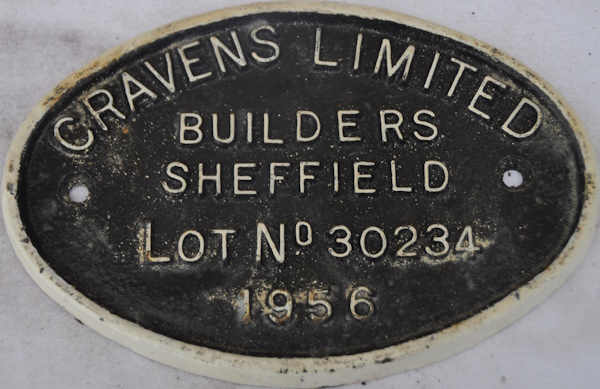 CRAVENS LIMITED
BUILDERS
SHEFFIELD
LOT Nº 30234
1956